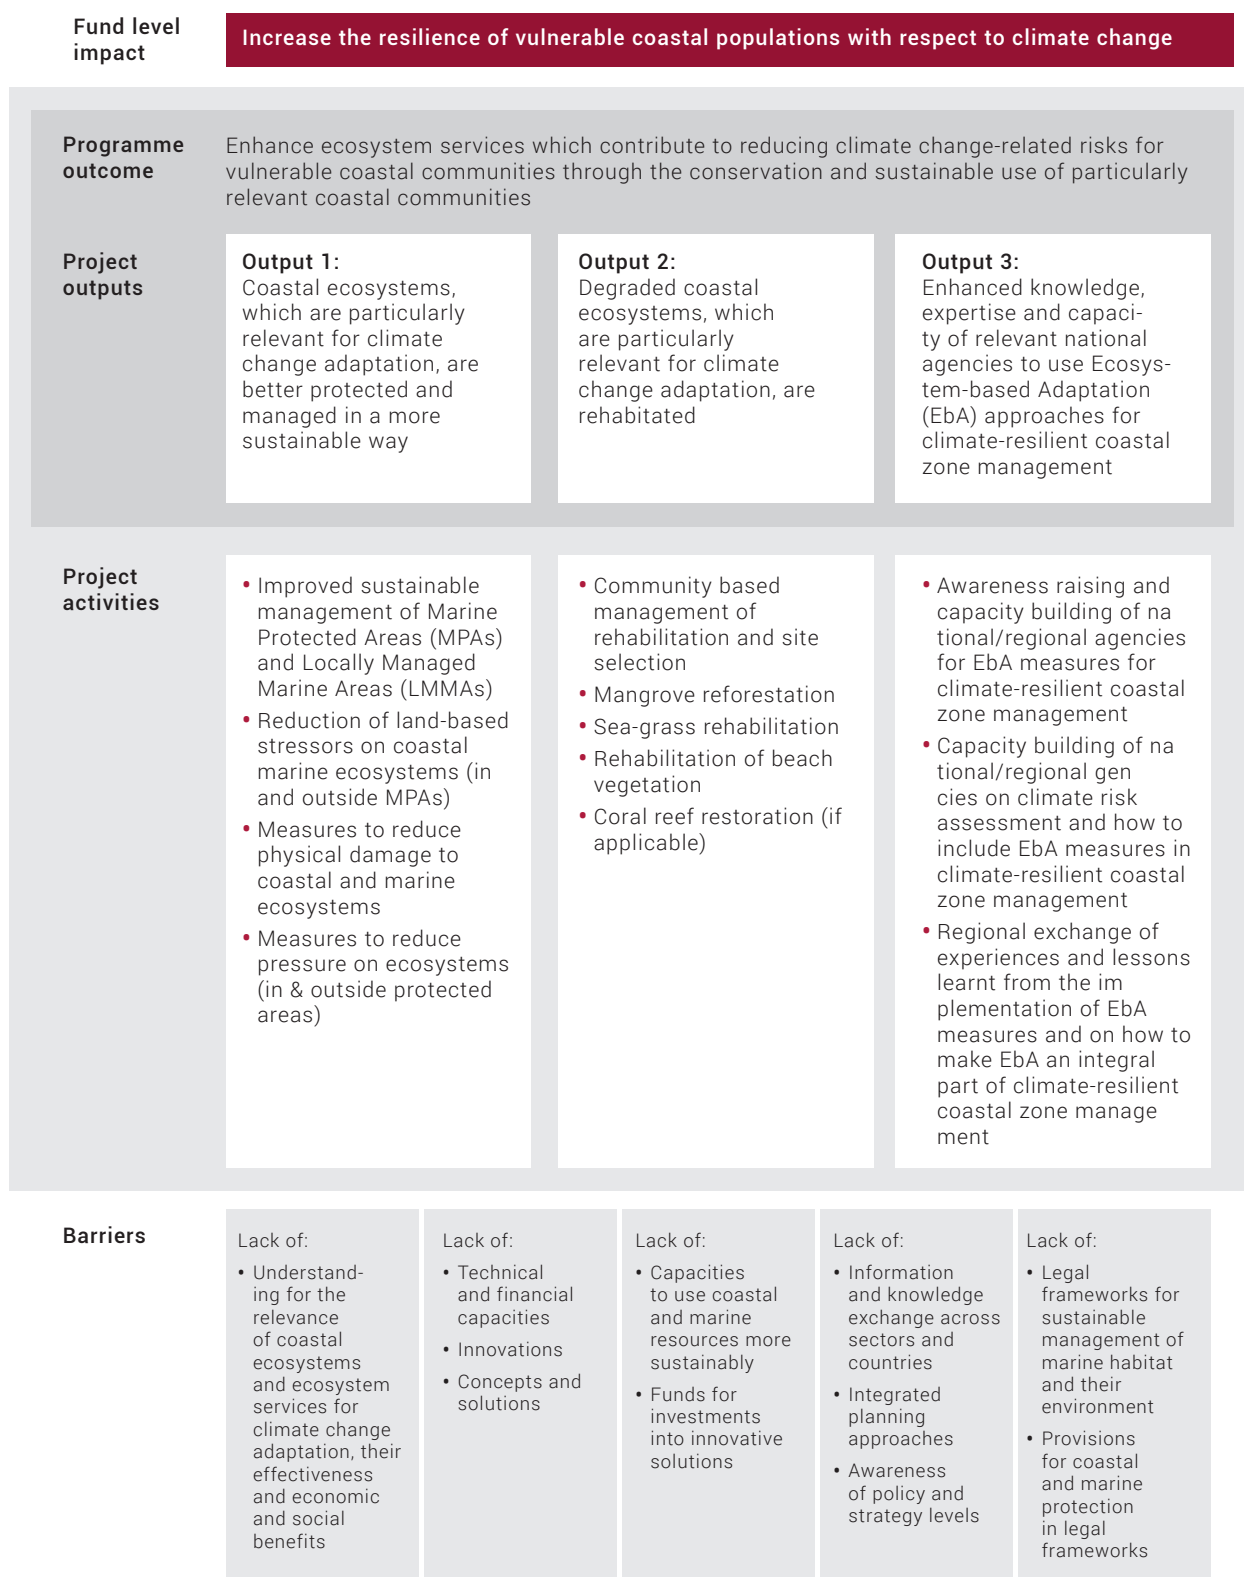 Fund level
impact
Increase the resilience of vulnerable coastal populations with respect to climate change
Programme
outcome
Enhance ecosystem services which contribute to reducing climate change-related risks for
vulnerable coastal communities through the conservation and sustainable use of particularly
relevant coastal communities
Project
outputs
Output 1:
Coastal ecosystems,
which are particularly
relevant for climate
change adaptation, are
better protected and
managed in a more
sustainable way
Output 2:
Degraded coastal
ecosystems, which
are particularly
relevant for climate
change adaptation, are
rehabitated
Output 3:
Enhanced knowledge,
expertise and capaci-
ty of relevant national
agencies to use Ecosys-
tem-based Adaptation
(EbA) approaches for
climate-resilient coastal
zone management
Project
activities
• Improved sustainable
management of Marine
Protected Areas (MPAs)
and Locally Managed
Marine Areas (LMMAs)
• Reduction of land-based
stressors on coastal
marine ecosystems (in
and outside MPAs)
• Measures to reduce
physical damage to
coastal and marine
ecosystems
• Measures to reduce
pressure on ecosystems
(in & outside protected
areas)
• Community based
management of
rehabilitation and site
selection
• Mangrove reforestation
• Sea-grass rehabilitation
• Rehabilitation of beach
vegetation
• Coral reef restoration (if
applicable)
• Awareness raising and
capacity building of na
tional/regional agencies
for EbA measures for
climate-resilient coastal
zone management
• Capacity building of na
tional/regional gen
cies on climate risk
assessment and how to
include EbA measures in
climate-resilient coastal
zone management
• Regional exchange of
experiences and lessons
learnt from the im
plementation of EbA
measures and on how to
make EbA an integral
part of climate-resilient
coastal zone manage
ment
Barriers
Lack of:
• Understand-
ing for the
relevance
of coastal
ecosystems
and ecosystem
services for
climate change
adaptation, their
effectiveness
and economic
and social
benefits
Lack of:
• Technical
and financial
capacities
• Innovations
• Concepts and
solutions
Lack of:
• Capacities
to use coastal
and marine
resources more
sustainably
• Funds for
investments
into innovative
solutions
Lack of:
• Information
and knowledge
exchange across
sectors and
countries
• Integrated
planning
approaches
• Awareness
of policy and
strategy levels
Lack of:
• Legal
frameworks for
sustainable
management of
marine habitat
and their
environment
• Provisions
for coastal
and marine
protection
in legal
frameworks